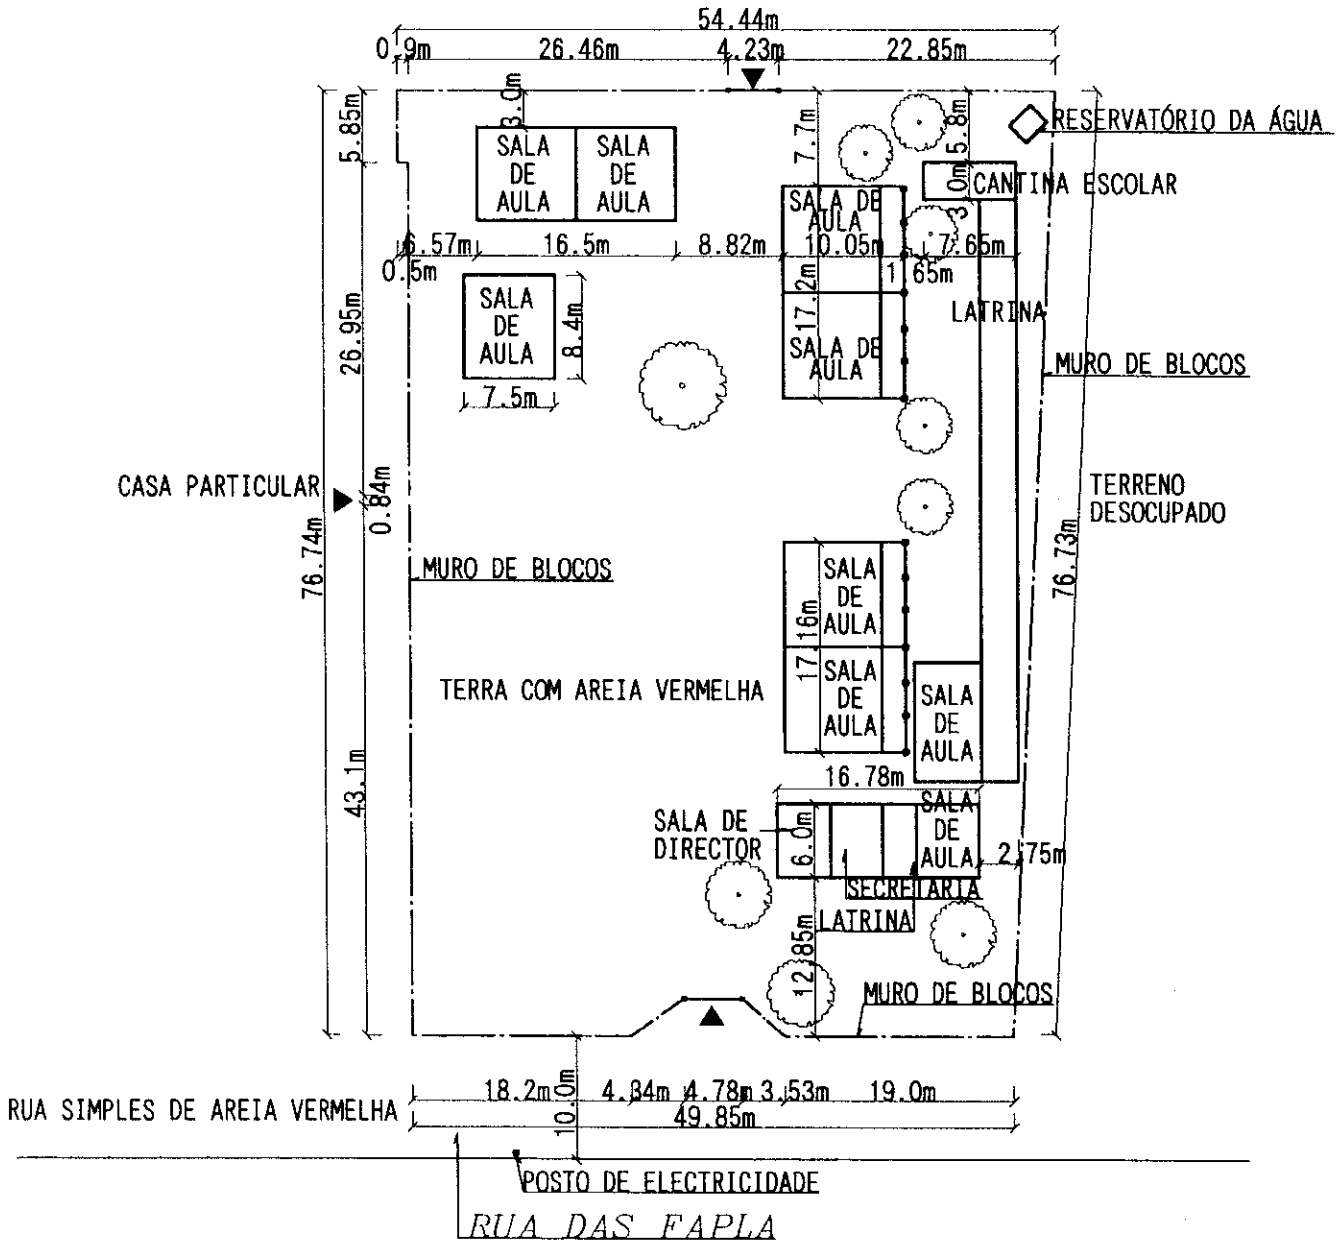 54.44m
0.9m 26.46m 4.23m 22.85m
5.85m
3.0m
7.7m
5.8m
RESERVATÓRIO DA ÁGUA
SALA
DE
AULA
SALA
DE
AULA
3.0m
CANTINA ESCOLAR
SALA DE
AULA
6.57m 16.5m 8.82m 10.05m 7.65m
0.5m
1.65m
17.2m
26.95m
SALA
DE
AULA
8.4m
7.5m
LATRINA
SALA DE
AULA
MURO DE BLOCOS
CASA PARTICULAR
0.84m
76.74m
TERRENO
DESOCUPADO
76.73m
MURO DE BLOCOS
SALA
DE
AULA
17.16m
TERRA COM AREIA VERMELHA
SALA
DE
AULA
SALA
DE
AULA
43.1m
16.78m
SALA DE
DIRECTOR
6.0m
SALA
DE
AULA
2.75m
SECRETARIA
LATRINA
12.85m
MURO DE BLOCOS
18.2m 4.34m 4.78m 3.53m 19.0m
10.0m
RUA SIMPLES DE AREIA VERMELHA
49.85m
POSTO DE ELECTRICIDADE
RUA DAS FAPLA